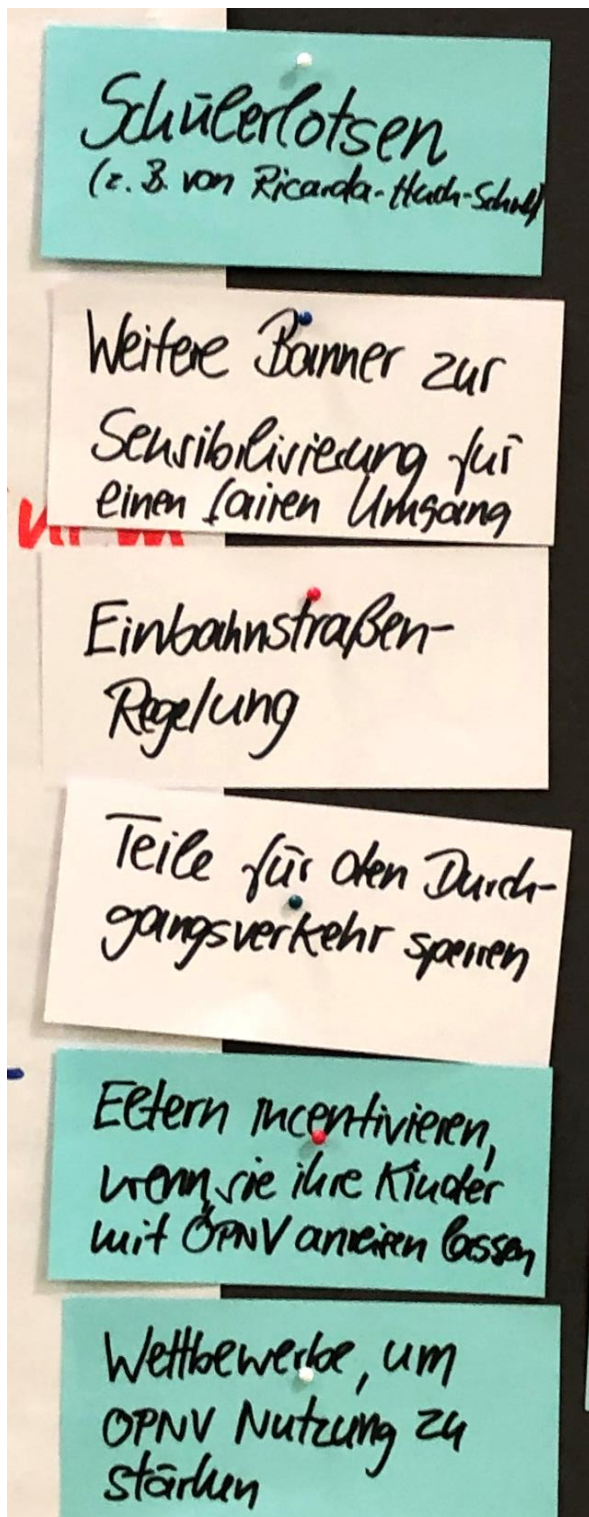 Schülerlotsen
(z.B. von Ricarda-Huch-Schule)
Weitere Banner zur
Sensibilisierung für
einen fairen Umgang
Einbahnstraßen-
Regelung
Teile für den Durch-
gangsverkehr sperren
Eltern incentivieren,
wenn sie ihre Kinder
mit ÖPNV anreisen lassen
Wettbewerbe, um
ÖPNV Nutzung zu
stärken